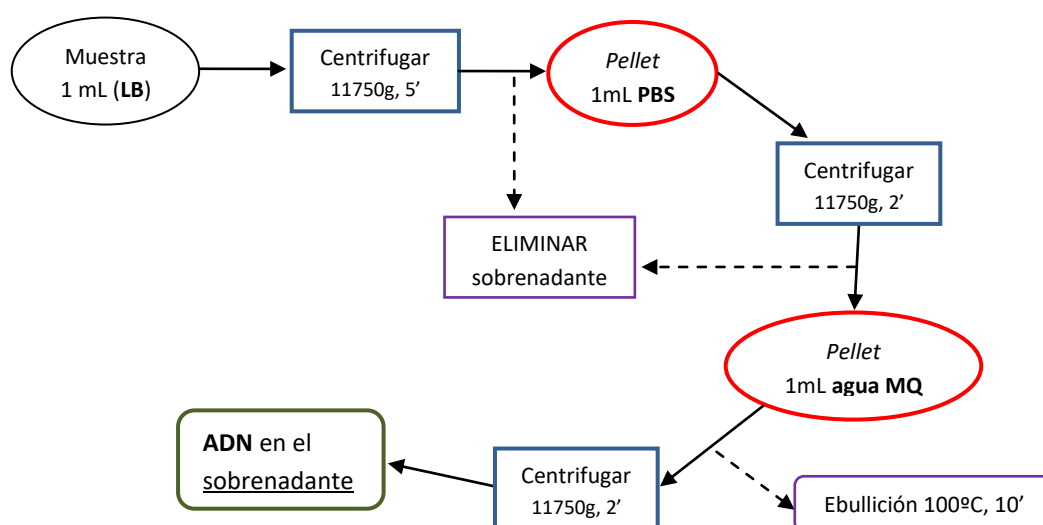 Muestra
1 mL (LB)
Centrifugar
11750g, 5’
Pellet
1mL PBS
Centrifugar
11750g, 2’
ELIMINAR
sobrenadante
Pellet
1mL agua MQ
Ebullición 100ºC, 10’
Centrifugar
11750g, 2’
ADN en el
sobrenadante